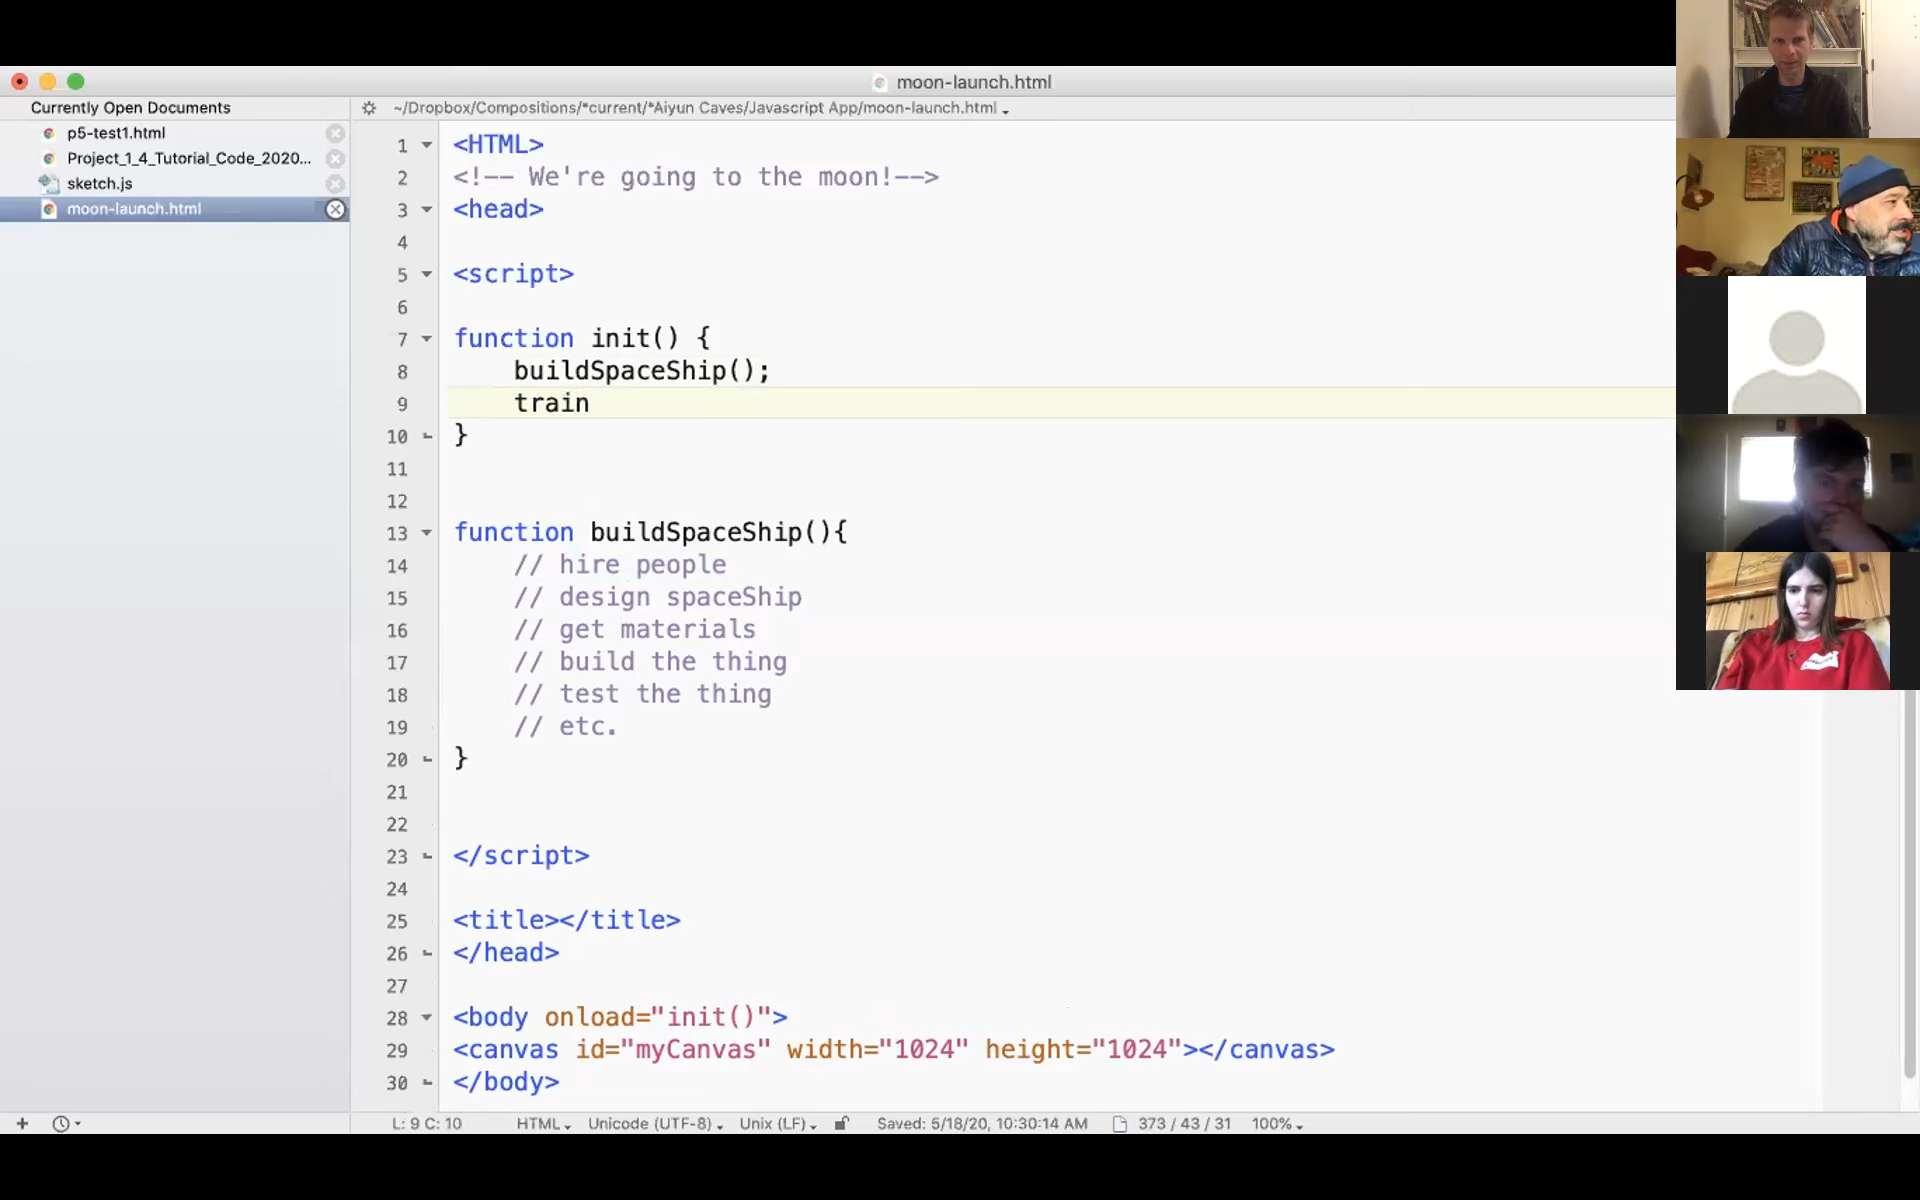 moon-launch.html
Currently Open Documents
~/Dropbox/Compositions/*current/*Aiyun Caves/Javascript App/moon-launch.html
p5-test1.html
Project_1_4_Tutorial_Code_2020...
sketch.js
moon-launch.html
1 <HTML>
2 <!-- We're going to the moon!-->
3 <head>
4
5 <script>
6
7 function init() {
8 buildSpaceShip();
9 train
10 }
11
12
13 function buildSpaceShip(){
14 // hire people
15 // design spaceShip
16 // get materials
17 // build the thing
18 // test the thing
19 // etc.
20 }
21
22
23 </script>
24
25 <title></title>
26 </head>
27
28 <body onload="init()">
29 <canvas id="myCanvas" width="1024" height="1024"></canvas>
30 </body>
L: 9 C: 10 HTML Unicode (UTF-8) Unix (LF) Saved: 5/18/20, 10:30:14 AM 373 / 43 / 31 100%